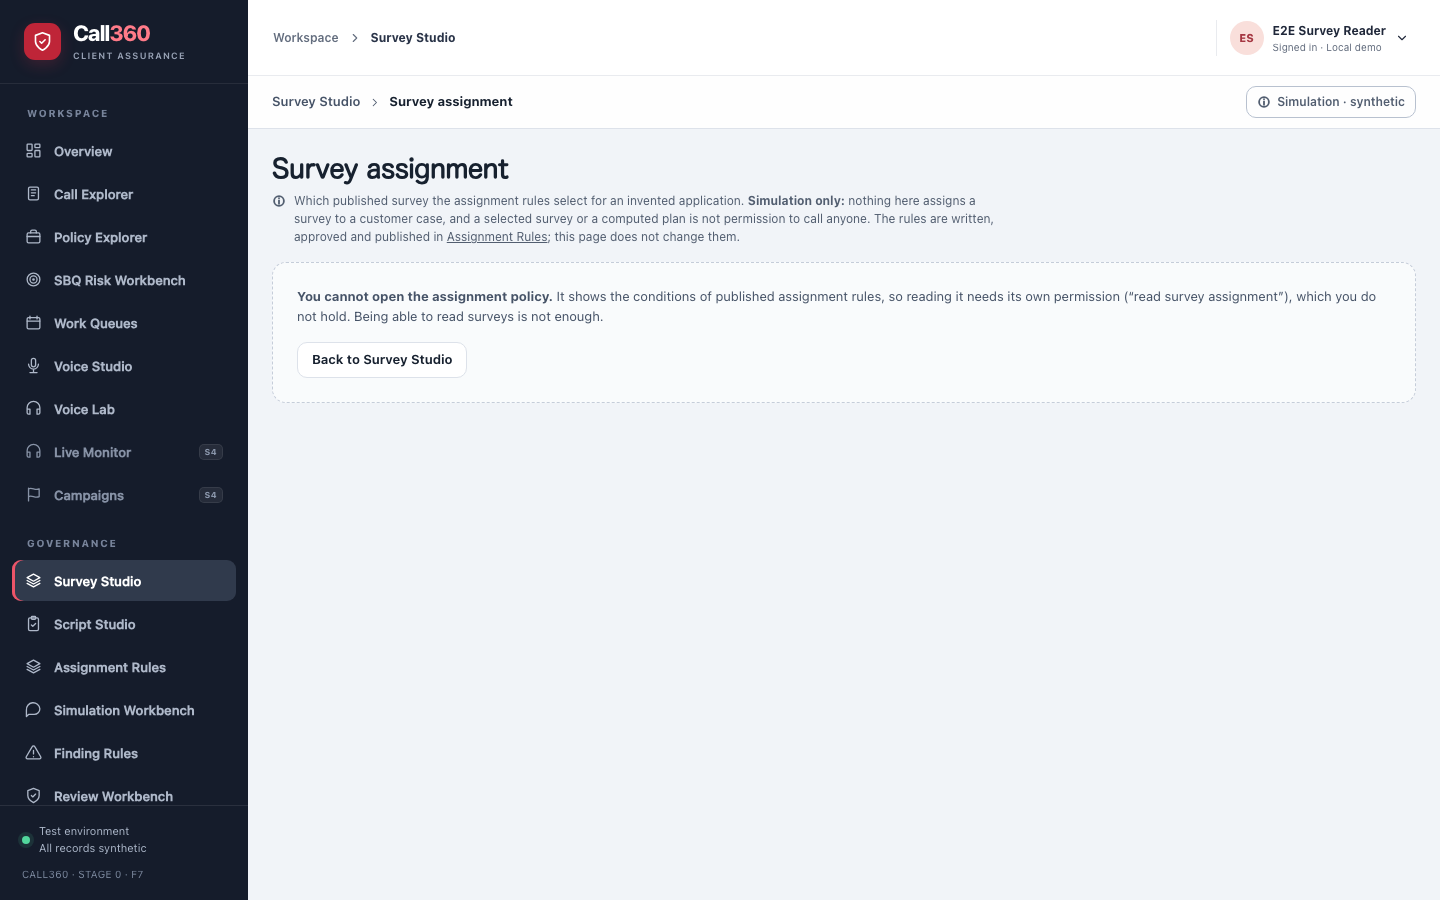 Call360
CLIENT ASSURANCE
WORKSPACE
Overview
Call Explorer
Policy Explorer
SBQ Risk Workbench
Work Queues
Voice Studio
Voice Lab
Live Monitor S4
Campaigns S4
GOVERNANCE
Survey Studio
Script Studio
Assignment Rules
Simulation Workbench
Finding Rules
Review Workbench
Test environment
All records synthetic
CALL360 · STAGE 0 · F7
Workspace > Survey Studio
ES
E2E Survey Reader
Signed in · Local demo
Survey Studio > Survey assignment
Simulation · synthetic
Survey assignment
Which published survey the assignment rules select for an invented application. Simulation only: nothing here assigns a
survey to a customer case, and a selected survey or a computed plan is not permission to call anyone. The rules are written,
approved and published in Assignment Rules; this page does not change them.
You cannot open the assignment policy. It shows the conditions of published assignment rules, so reading it needs its own permission (“read survey assignment”), which you do
not hold. Being able to read surveys is not enough.
Back to Survey Studio